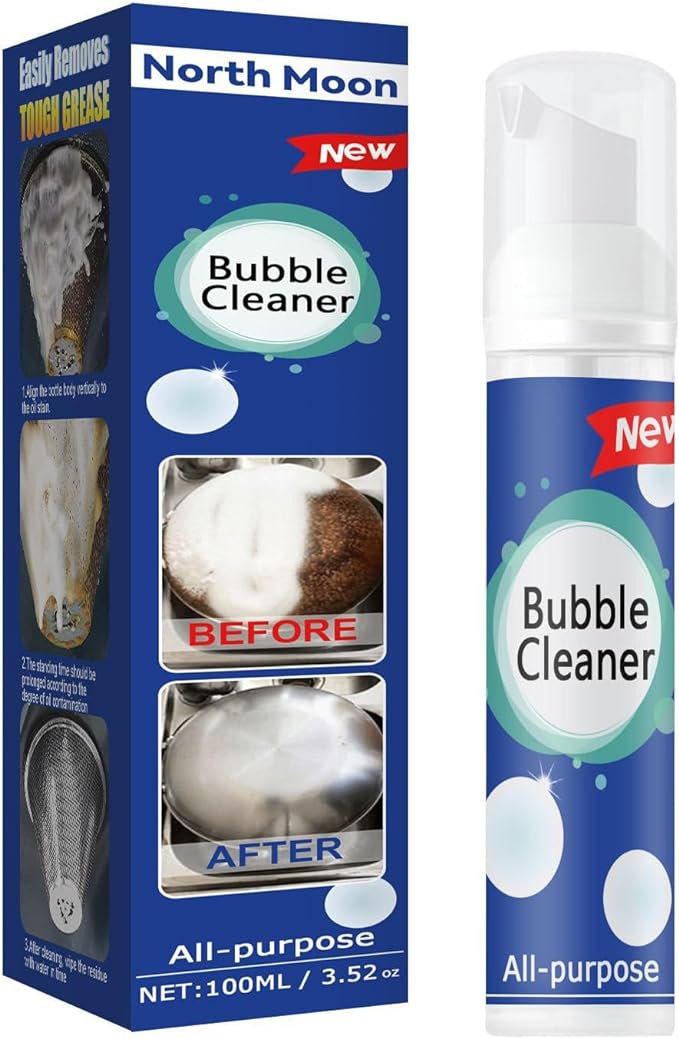 Easily Removes
TOUGH GREASE
1.Align the bottle body vertically to
the oil stain.
2.The standing time should be
prolonged according to the
degree of oil contamination
3.After cleaning, wipe the residue
with water in time
North Moon
New
Bubble
Cleaner
BEFORE
AFTER
All-purpose
NET:100ML / 3.52 oz
New
Bubble
Cleaner
All-purpose